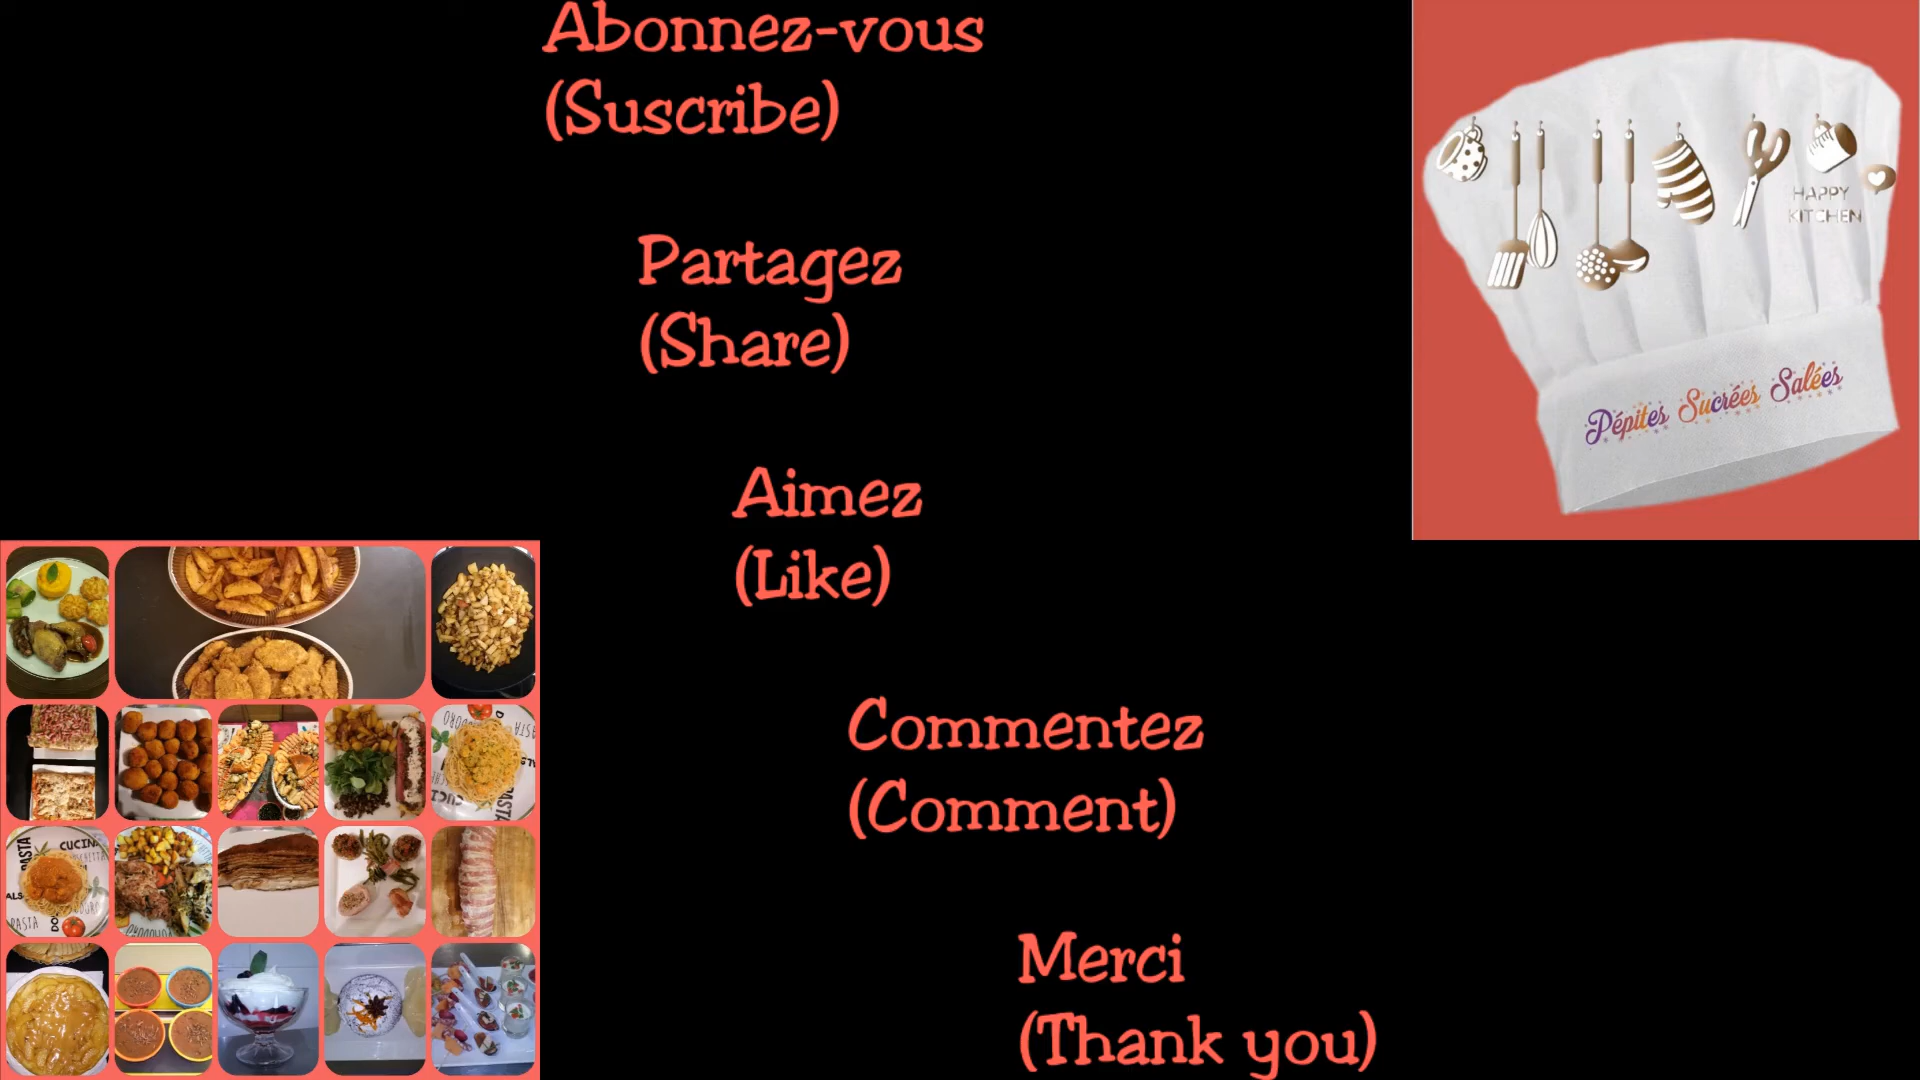 Abonnez-vous
(Suscribe)
Partagez
(Share)
Aimez
(Like)
Commentez
(Comment)
Merci
(Thank you)
HAPPY
KITCHEN
Pépites Sucrées Salées
PASTA
CUCINA
PASTA